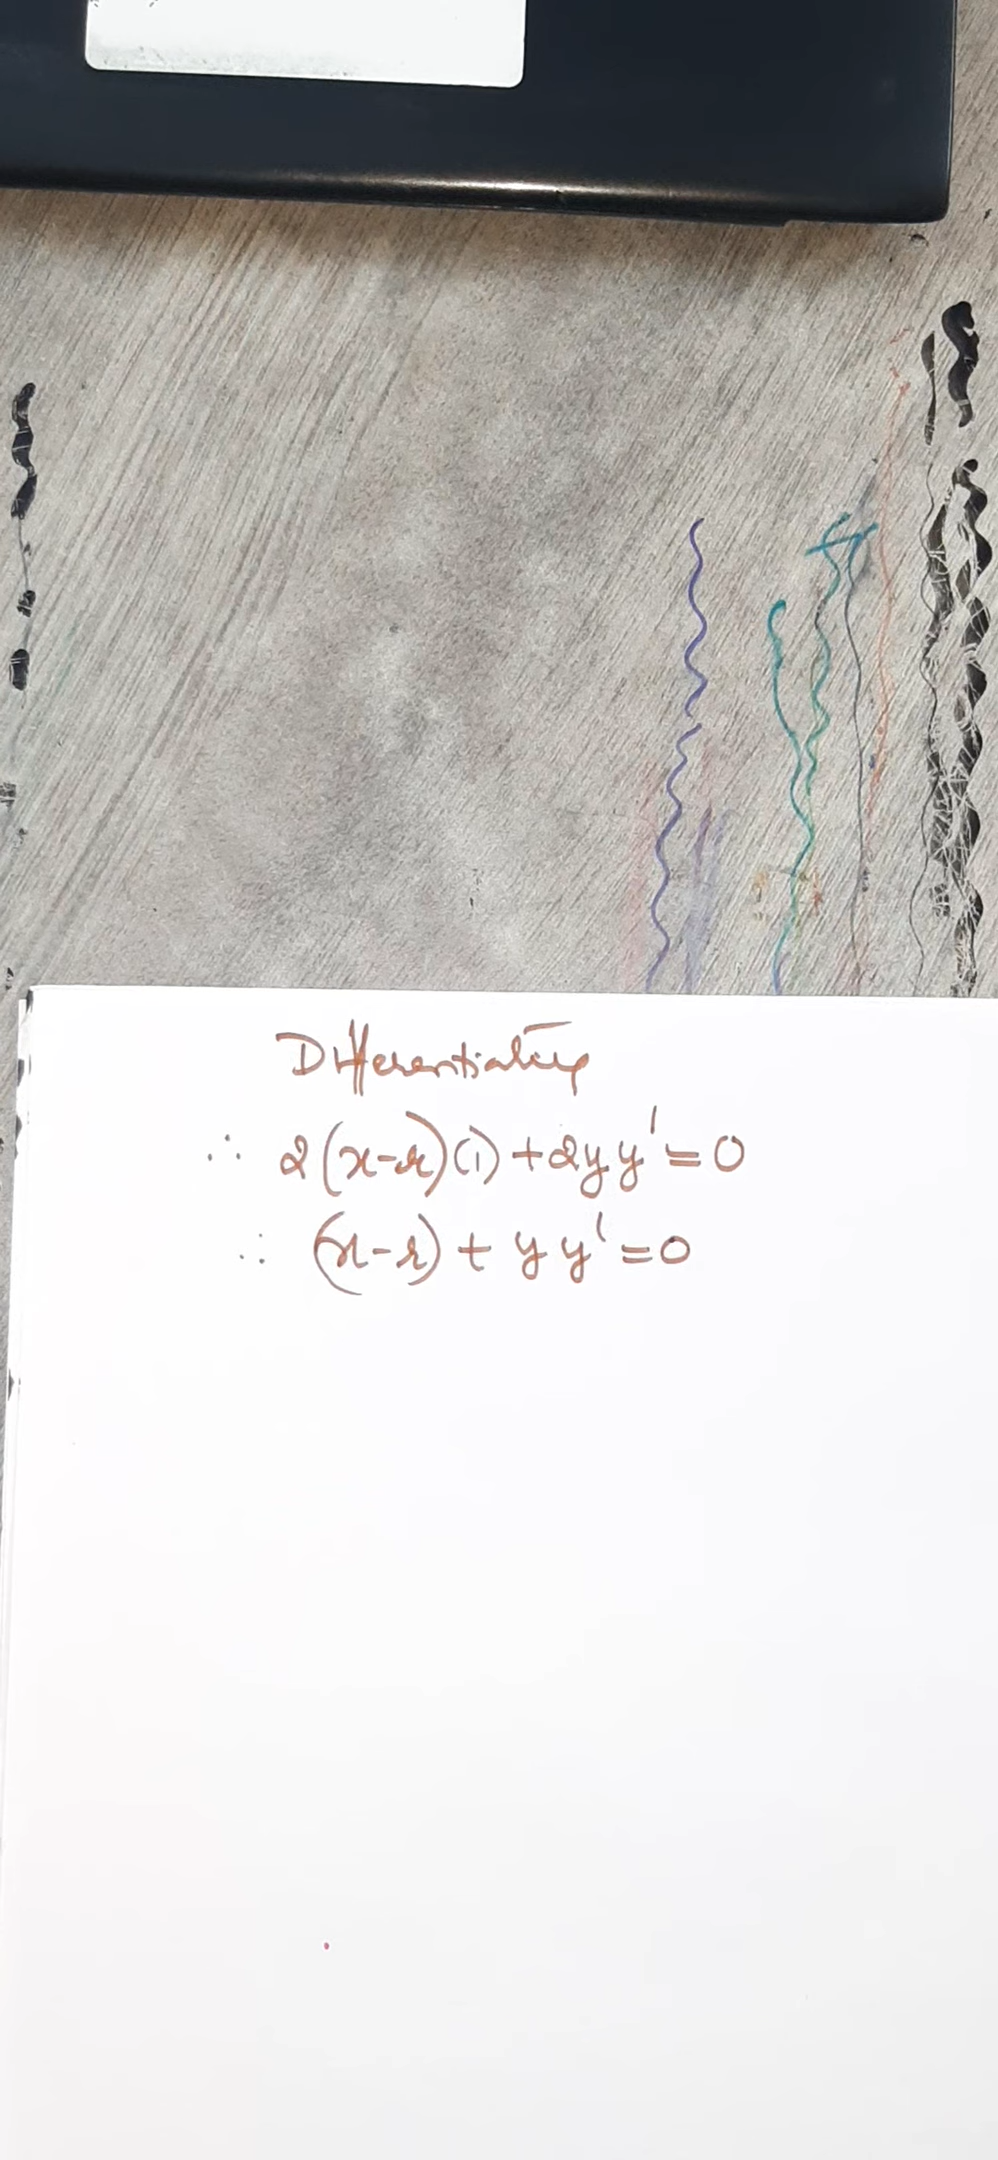 Differentiating
∴ 2(x-r)(1) + 2yy' = 0
∴ (x-r) + yy' = 0